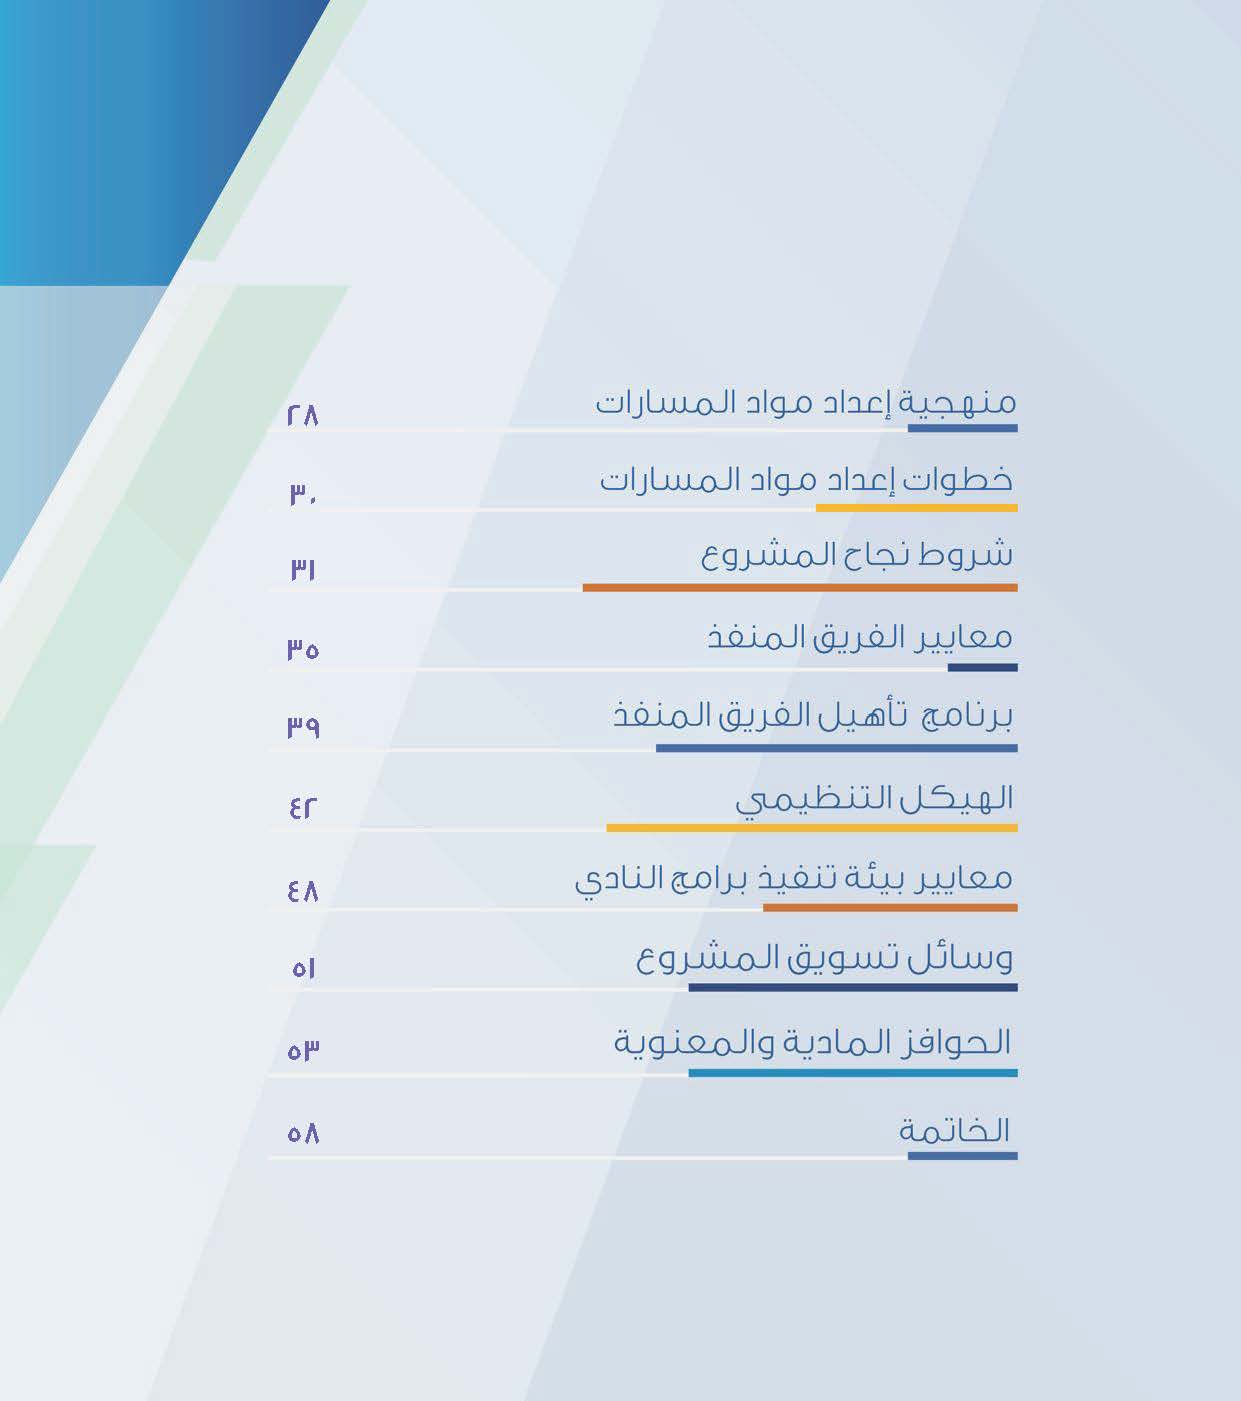 منهجية إعداد مواد المسارات ٢٨
خطوات إعداد مواد المسارات ٣٠
شروط نجاح المشروع ٣١
معايير الفريق المنفذ ٣٥
برنامج تأهيل الفريق المنفذ ٣٩
الهيكل التنظيمي ٤٢
معايير بيئة تنفيذ برامج النادي ٤٨
وسائل تسويق المشروع ٥١
الحوافز المادية والمعنوية ٥٣
الخاتمة ٥٨